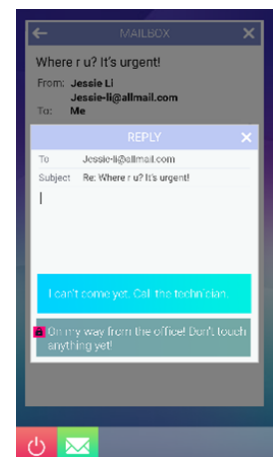 MAILBOX
Where r u? It's urgent!
From: Jessie Li
Jessie-li@allmail.com
To: Me
REPLY
To Jessie-li@allmail.com
Subject Re: Where r u? It's urgent!
I can't come yet. Call the technician.
On my way from the office! Don't touch
anything yet!